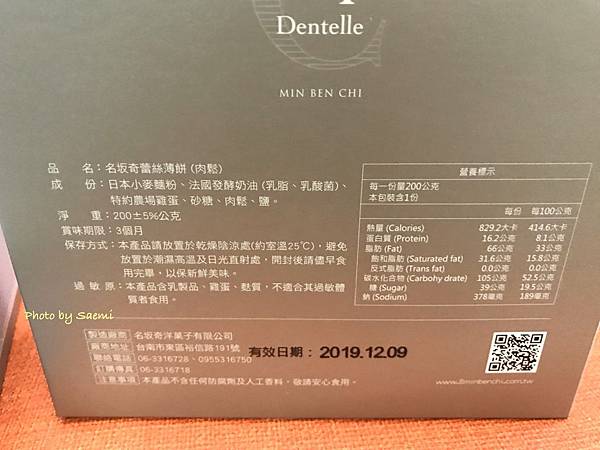 Dentelle
MIN BEN CHI
品　　名：名坂奇蕾絲薄餅 (肉鬆)
成　　份：日本小麥麵粉、法國發酵奶油 (乳脂、乳酸菌)、
特約農場雞蛋、砂糖、肉鬆、鹽。
淨　　重：200±5%公克
賞味期限：3個月
保存方式：本產品請放置於乾燥陰涼處(約室溫25℃)，避免
放置於潮濕高溫及日光直射處，開封後請儘早食
用完畢，以保新鮮美味。
過 敏 原：本產品含乳製品、雞蛋、麩質，不適合其過敏體
質者食用。
營養標示
每一份量200公克
本包裝含1份
每份 每100公克
熱量 (Calories) 829.2大卡 414.6大卡
蛋白質 (Protein) 16.2公克 8.1公克
脂肪 (Fat) 66公克 33公克
飽和脂肪 (Saturated fat) 31.6公克 15.8公克
反式脂肪 (Trans fat) 0.0公克 0.0公克
碳水化合物 (Carbohy drate) 105公克 52.5公克
糖 (Sugar) 39公克 19.5公克
鈉 (Sodium) 378毫克 189毫克
Photo by Saemi
製造廠商 名坂奇洋菓子有限公司
廠商地址 台南市東區裕信路191號
聯絡電話 06-3316728、0955316750
訂購傳真 06-3316718
注意事項 本產品不含任何防腐劑及人工香料，敬請安心食用。
有效日期： 2019.12.09
www.8minbenchi.com.tw